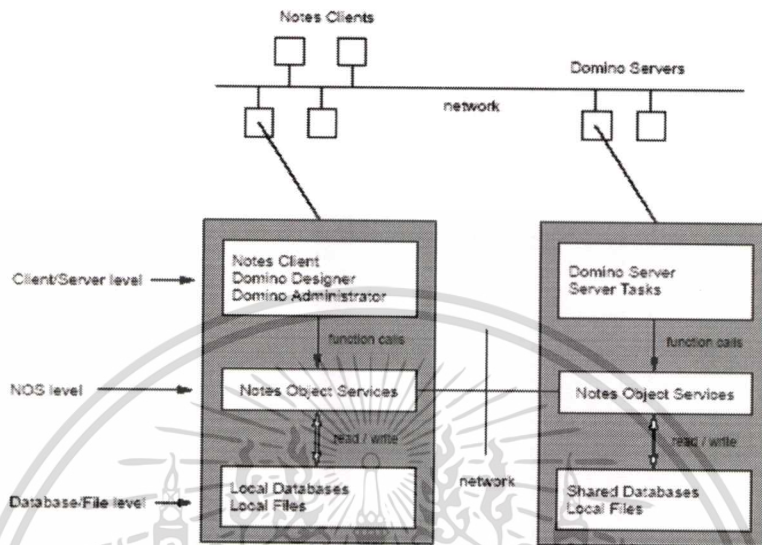 Notes Clients
Domino Servers
network
Client/Server level
Notes Client
Domino Designer
Domino Administrator
Domino Server
Server Tasks
function calls
function calls
NOS level
Notes Object Services
Notes Object Services
read / write
read / write
network
Database/File level
Local Databases
Local Files
Shared Databases
Local Files